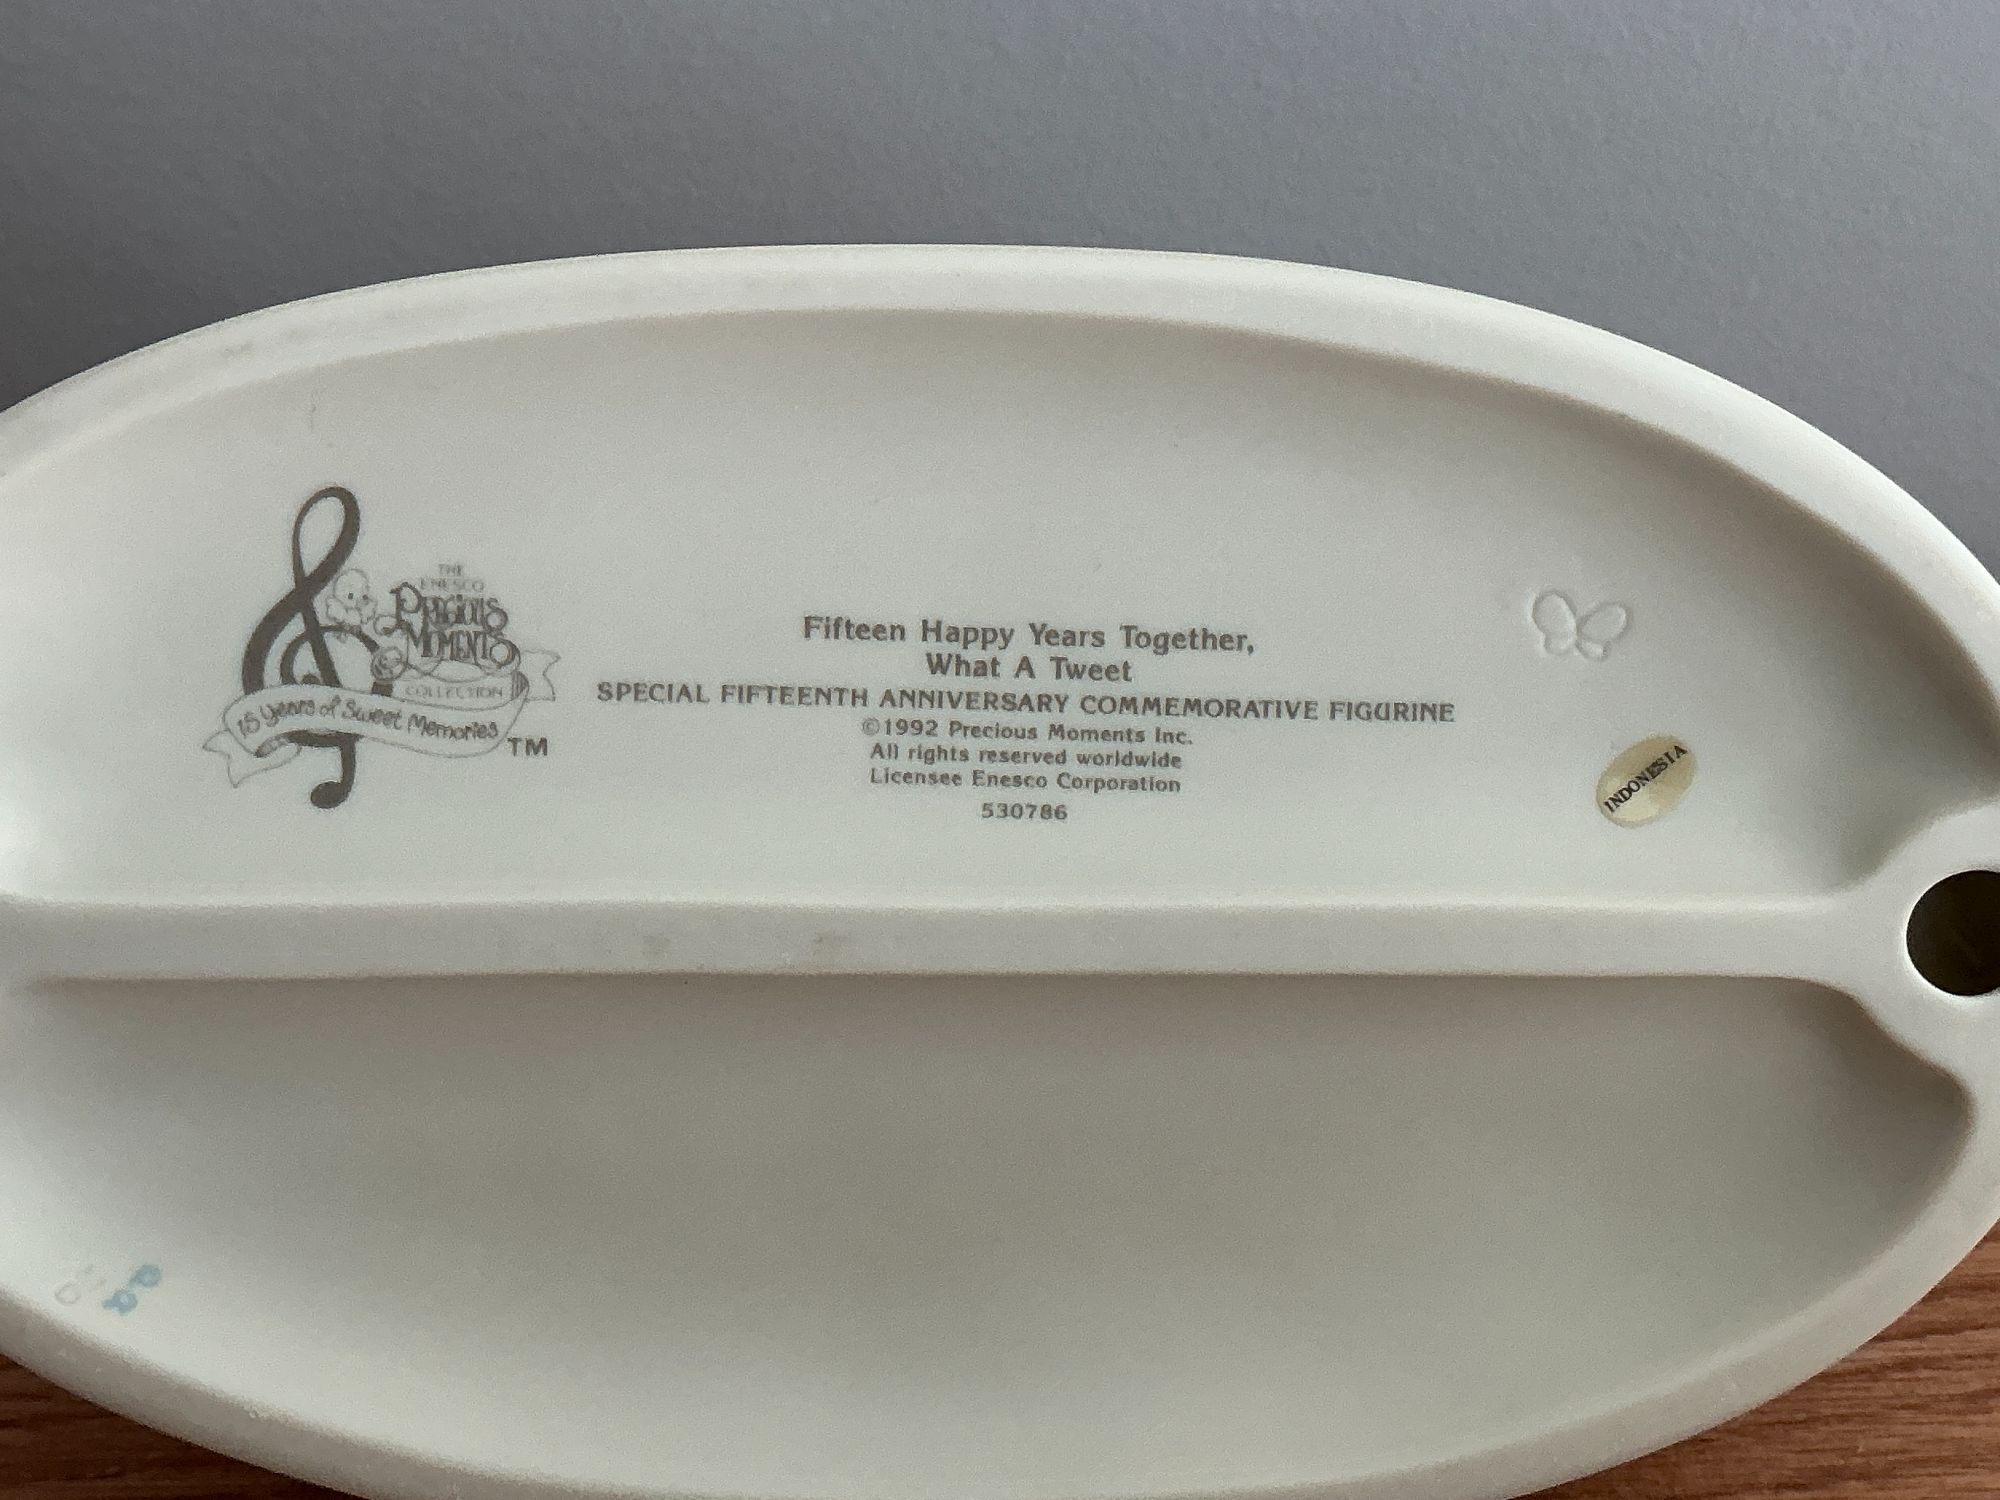 THE
ENESCO
PRECIOUS
MOMENTS
COLLECTION
15 Years of Sweet Memories
TM
Fifteen Happy Years Together,
What A Tweet
SPECIAL FIFTEENTH ANNIVERSARY COMMEMORATIVE FIGURINE
©1992 Precious Moments Inc.
All rights reserved worldwide
Licensee Enesco Corporation
530786
INDONESIA